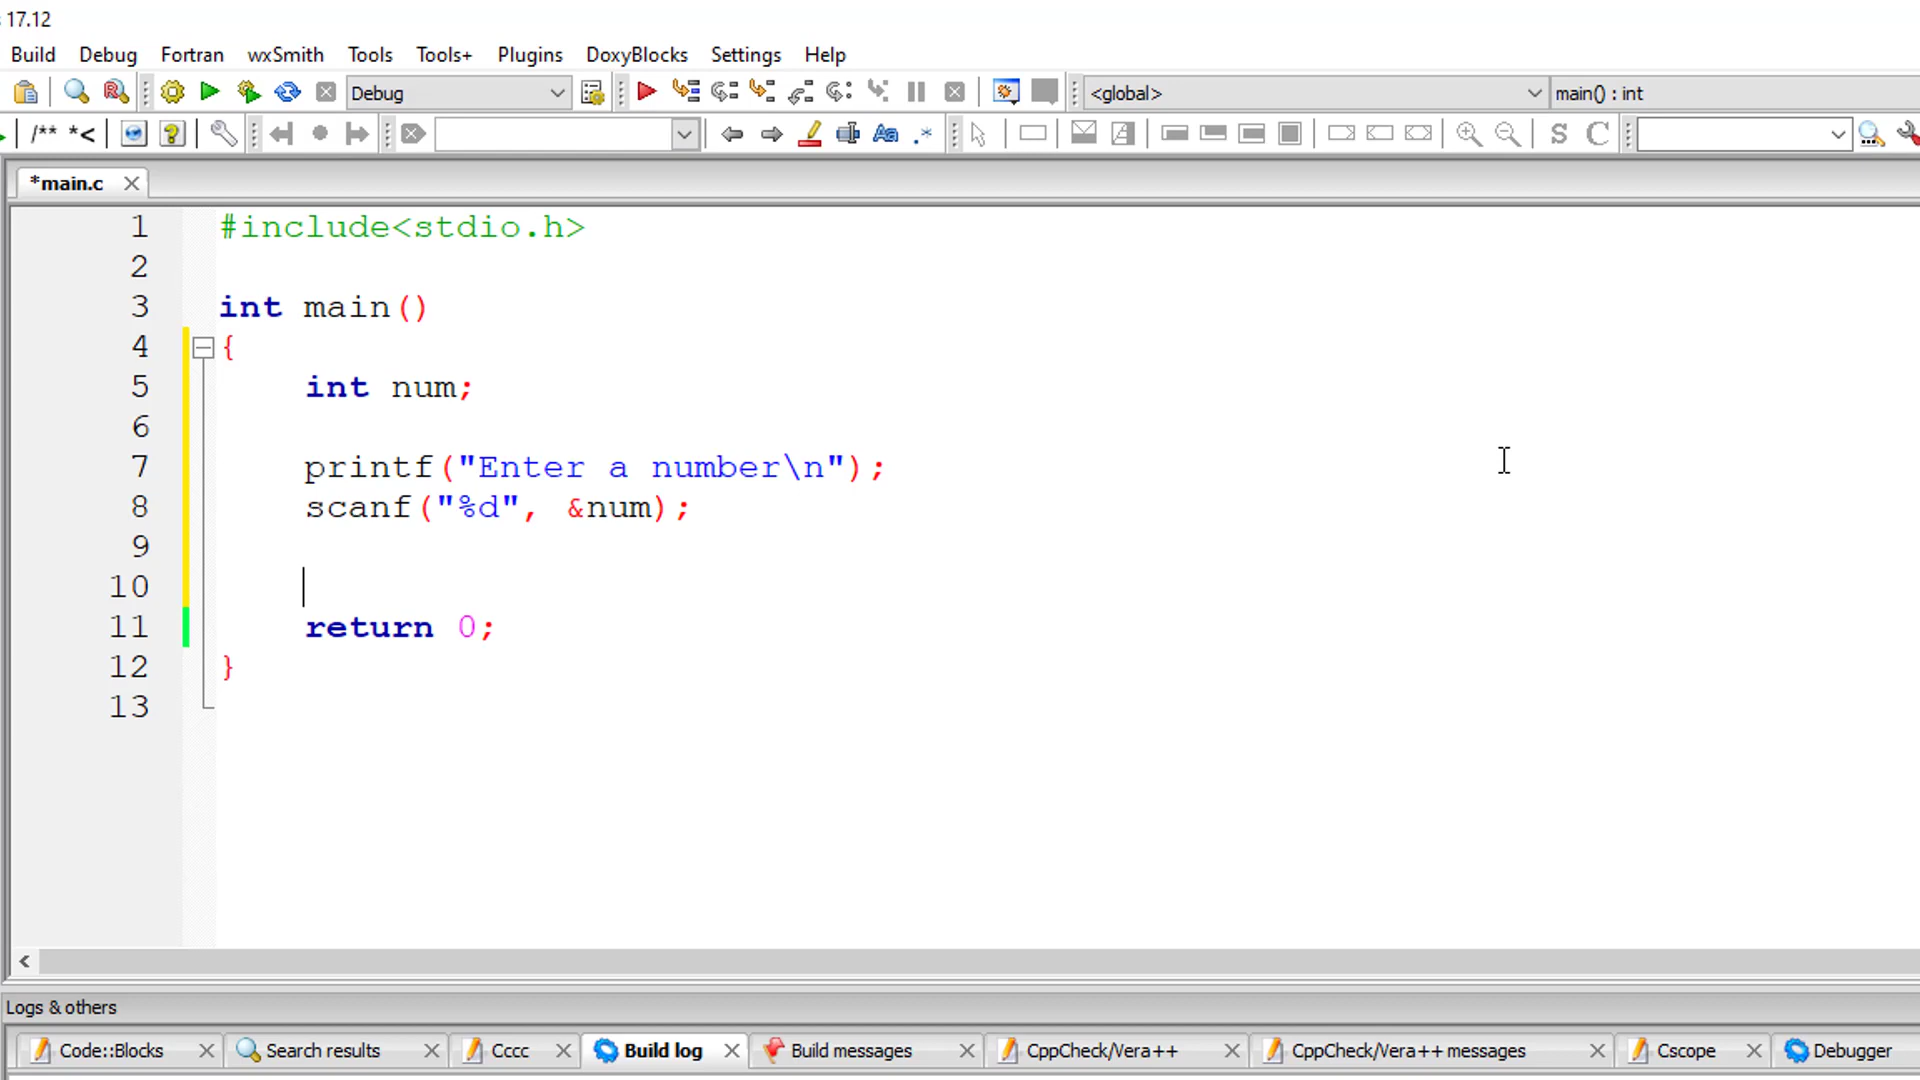 17.12
Build Debug Fortran wxSmith Tools Tools+ Plugins DoxyBlocks Settings Help
Debug <global> main() : int
/** *< Aa .* S C
*main.c
1 #include<stdio.h>
2
3 int main()
4 {
5 int num;
6
7 printf("Enter a number\n");
8 scanf("%d", &num);
9
10
11 return 0;
12 }
13
Logs & others
Code::Blocks Search results Cccc Build log Build messages CppCheck/Vera++ CppCheck/Vera++ messages Cscope Debugger